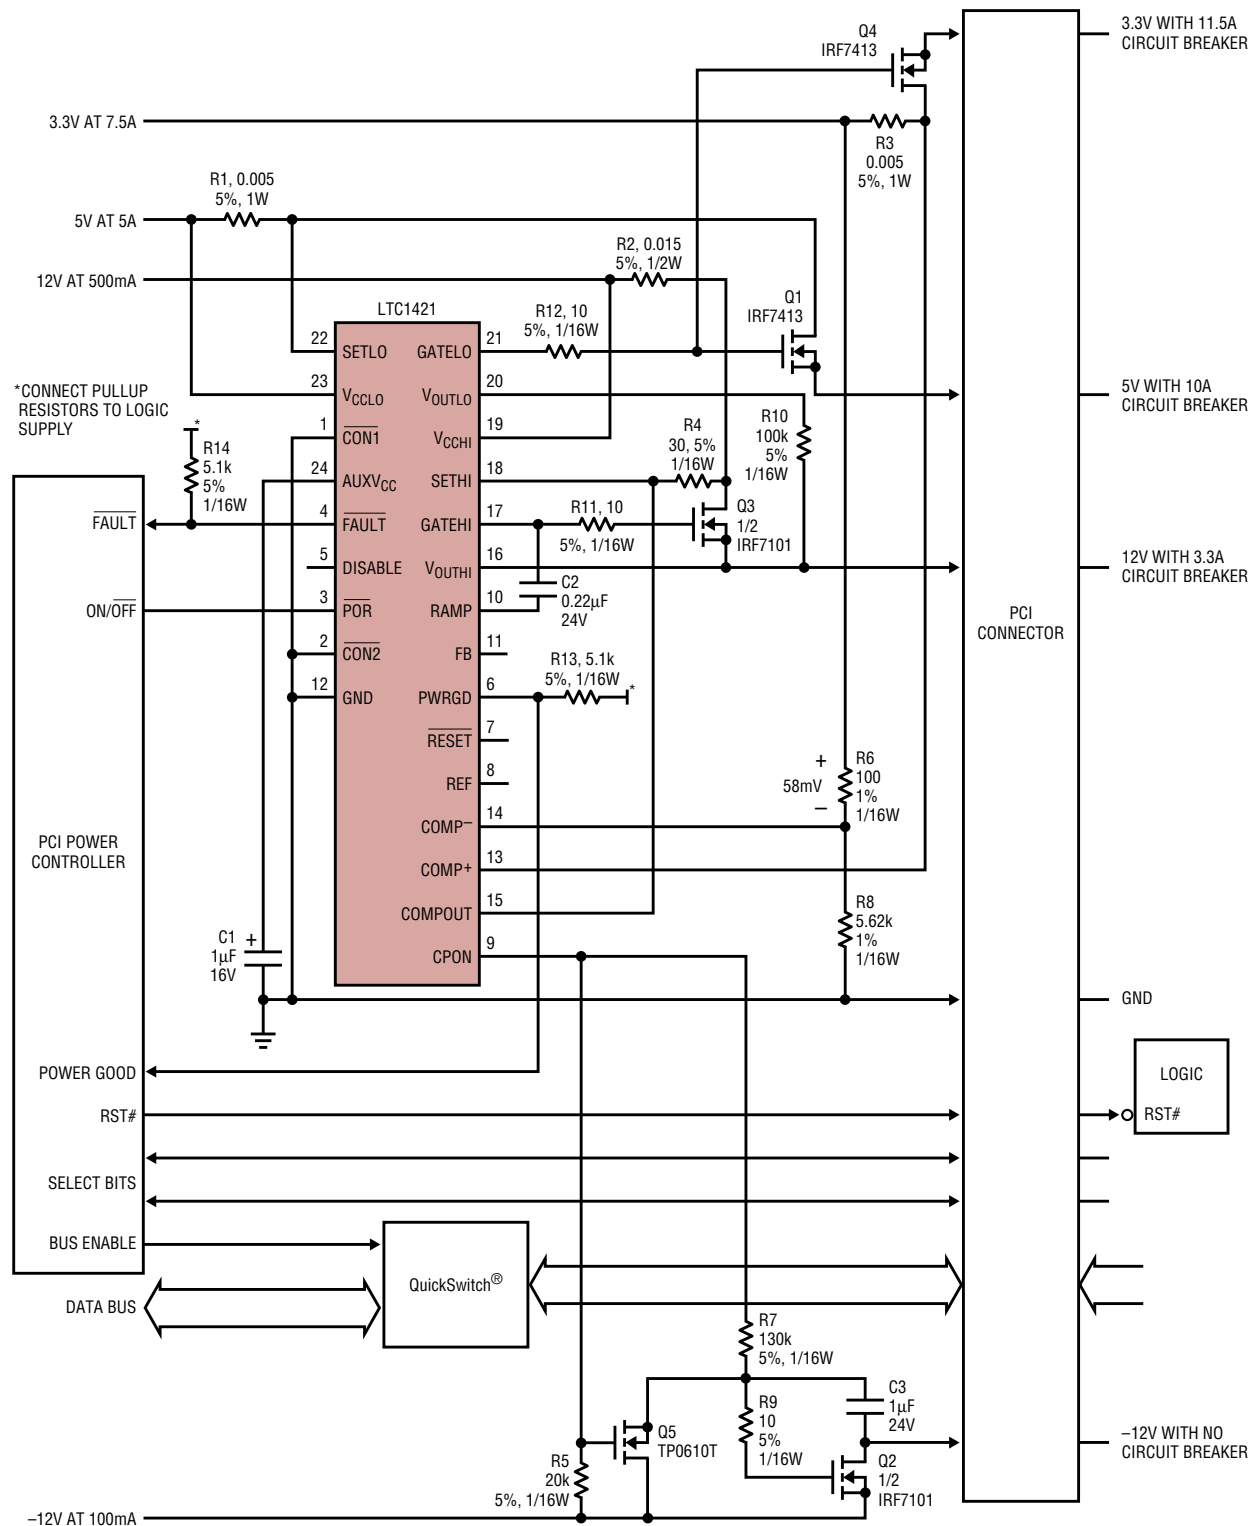 Q4
IRF7413
3.3V WITH 11.5A
CIRCUIT BREAKER
3.3V AT 7.5A
R3
0.005
5%, 1W
R1, 0.005
5%, 1W
5V AT 5A
R2, 0.015
5%, 1/2W
12V AT 500mA
LTC1421
R12, 10
5%, 1/16W
Q1
IRF7413
22
SETLO
GATELO
21
23
VCCLO
VOUTLO
20
1
CON1
VCCHI
19
24
AUXVCC
SETHI
18
4
FAULT
GATEHI
17
5
DISABLE
VOUTHI
16
3
POR
RAMP
10
2
CON2
FB
11
12
GND
PWRGD
6
RESET
7
REF
8
COMP–
14
COMP+
13
COMPOUT
15
CPON
9
*CONNECT PULLUP
RESISTORS TO LOGIC
SUPPLY
*
R14
5.1k
5%
1/16W
R10
100k
5%
1/16W
R4
30, 5%
1/16W
5V WITH 10A
CIRCUIT BREAKER
R11, 10
5%, 1/16W
Q3
1/2
IRF7101
C2
0.22µF
24V
12V WITH 3.3A
CIRCUIT BREAKER
R13, 5.1k
5%, 1/16W
*
PCI
CONNECTOR
FAULT
ON/OFF
PCI POWER
CONTROLLER
+
58mV
–
R6
100
1%
1/16W
R8
5.62k
1%
1/16W
C1
+
1µF
16V
GND
POWER GOOD
LOGIC
RST#
RST#
SELECT BITS
BUS ENABLE
QuickSwitch®
DATA BUS
R7
130k
5%, 1/16W
C3
1µF
24V
R9
10
5%
1/16W
Q5
TP0610T
–12V WITH NO
CIRCUIT BREAKER
R5
20k
5%, 1/16W
Q2
1/2
IRF7101
–12V AT 100mA